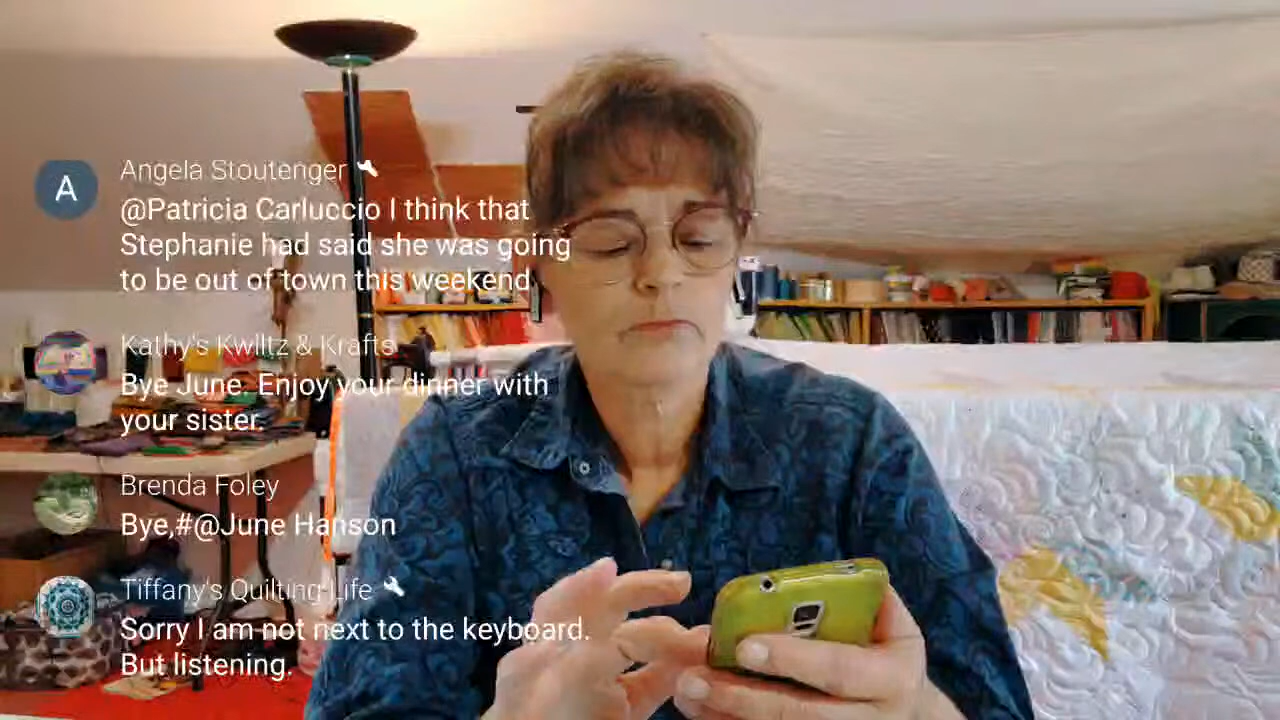 A
Angela Stoutenger
@Patricia Carluccio I think that
Stephanie had said she was going
to be out of town this weekend
Kathy's Kwiltz & Krafts
Bye June. Enjoy your dinner with
your sister.
Brenda Foley
Bye,#@June Hanson
Tiffany's Quilting Life
Sorry I am not next to the keyboard.
But listening.